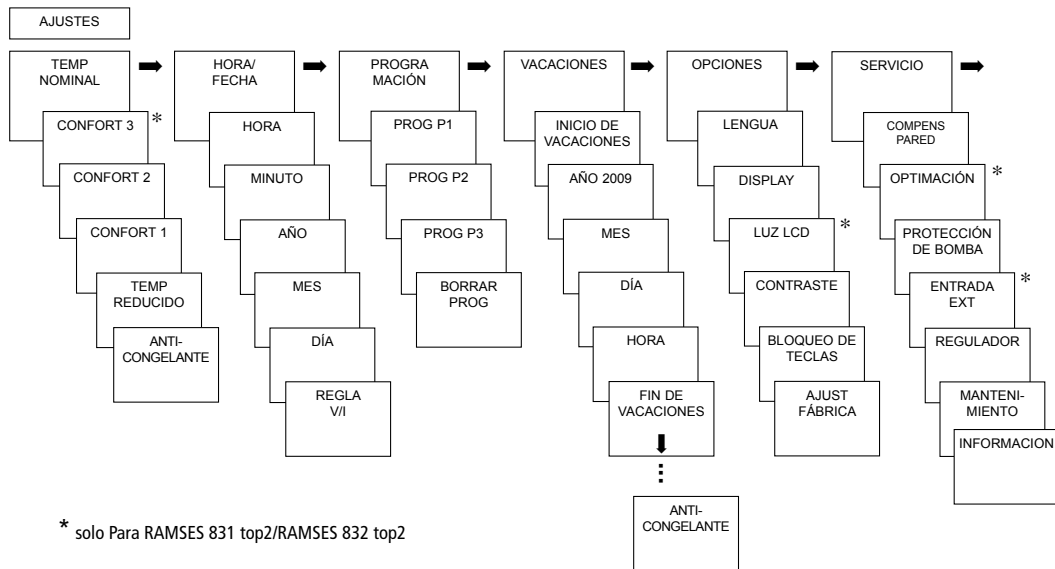 AJUSTES
TEMP
NOMINAL
CONFORT 3 *
CONFORT 2
CONFORT 1
TEMP
REDUCIDO
ANTI-
CONGELANTE
HORA/
FECHA
HORA
MINUTO
AÑO
MES
DÍA
REGLA
V/I
PROGRA
MACIÓN
PROG P1
PROG P2
PROG P3
BORRAR
PROG
VACACIONES
INICIO DE
VACACIONES
AÑO 2009
MES
DÍA
HORA
FIN DE
VACACIONES
ANTI-
CONGELANTE
OPCIONES
LENGUA
DISPLAY
LUZ LCD *
CONTRASTE
BLOQUEO DE
TECLAS
AJUST
FÁBRICA
SERVICIO
COMPENS
PARED
OPTIMACIÓN *
PROTECCIÓN
DE BOMBA
ENTRADA *
EXT
REGULADOR
MANTENI-
MIENTO
INFORMACION
* solo Para RAMSES 831 top2/RAMSES 832 top2